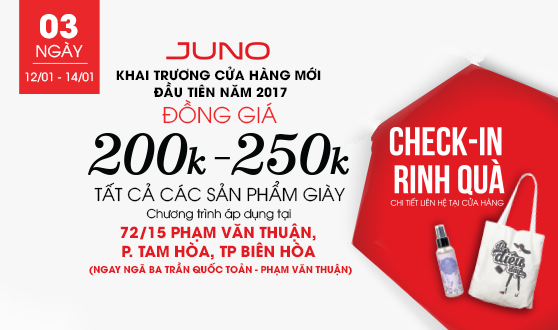 03
NGÀY
12/01 - 14/01
JUNO
KHAI TRƯƠNG CỬA HÀNG MỚI
ĐẦU TIÊN NĂM 2017
ĐỒNG GIÁ
200k - 250k
TẤT CẢ CÁC SẢN PHẨM GIÀY
Chương trình áp dụng tại
72/15 PHẠM VĂN THUẬN,
P. TAM HÒA, TP BIÊN HÒA
(NGAY NGÃ BA TRẦN QUỐC TOẢN - PHẠM VĂN THUẬN)
CHECK-IN
RINH QUÀ
CHI TIẾT LIÊN HỆ TẠI CỬA HÀNG
điệu